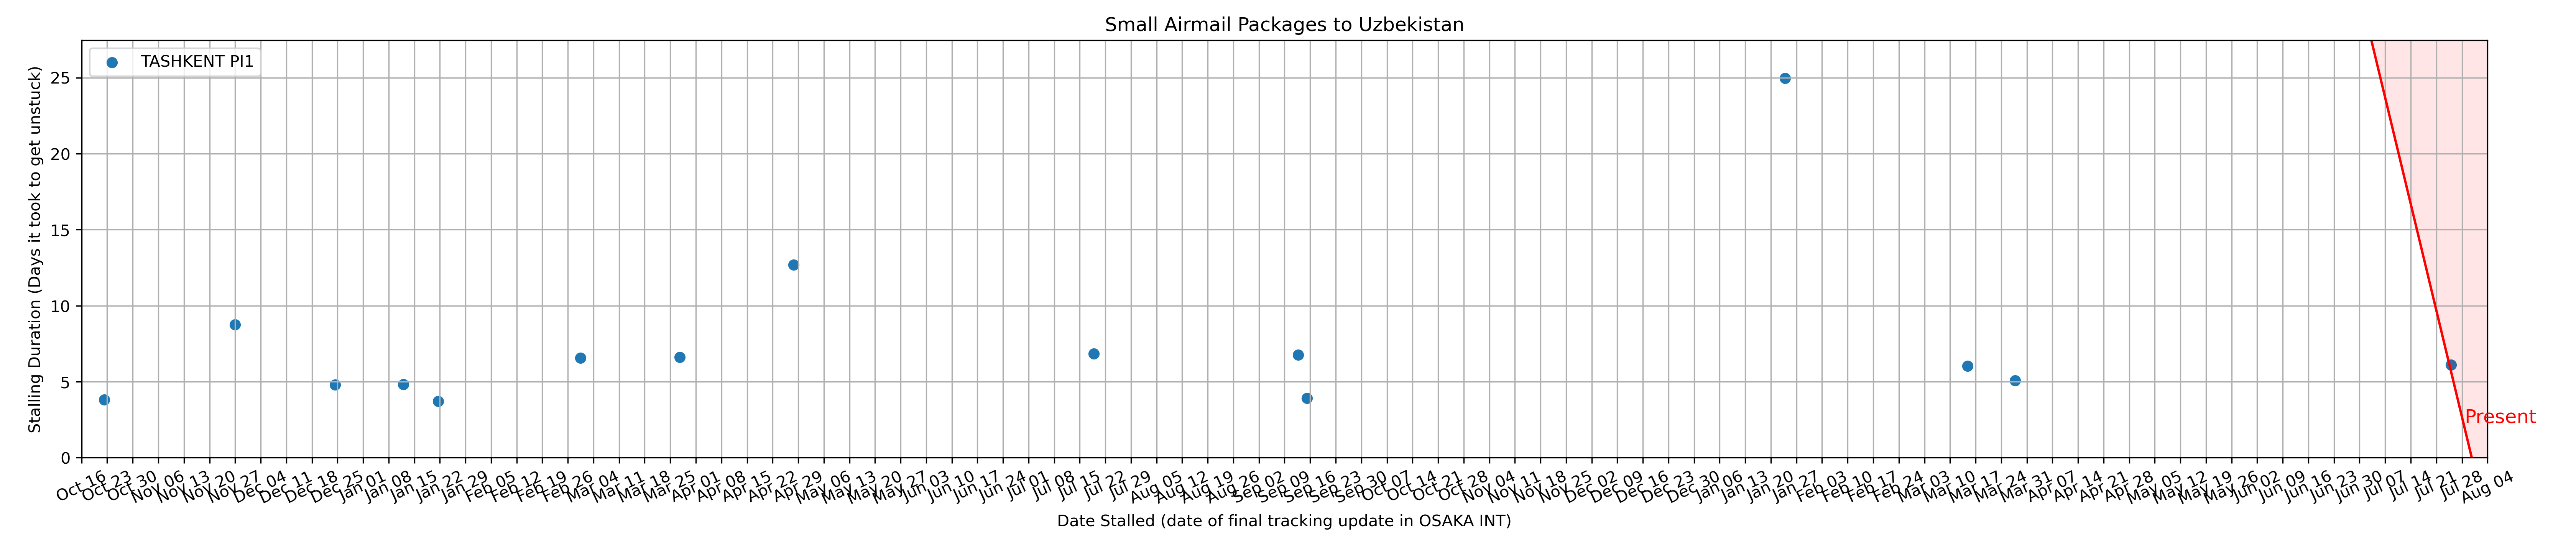 Small Airmail Packages to Uzbekistan
TASHKENT PI1
Stalling Duration (Days it took to get unstuck)
25
20
15
10
5
0
Oct 16 Oct 23 Oct 30 Nov 06 Nov 13 Nov 20 Nov 27 Dec 04 Dec 11 Dec 18 Dec 25 Jan 01 Jan 08 Jan 15 Jan 22 Jan 29 Feb 05 Feb 12 Feb 19 Feb 26 Mar 04 Mar 11 Mar 18 Mar 25 Apr 01 Apr 08 Apr 15 Apr 22 Apr 29 May 06 May 13 May 20 May 27 Jun 03 Jun 10 Jun 17 Jun 24 Jul 01 Jul 08 Jul 15 Jul 22 Jul 29 Aug 05 Aug 12 Aug 19 Aug 26 Sep 02 Sep 09 Sep 16 Sep 23 Sep 30 Oct 07 Oct 14 Oct 21 Oct 28 Nov 04 Nov 11 Nov 18 Nov 25 Dec 02 Dec 09 Dec 16 Dec 23 Dec 30 Jan 06 Jan 13 Jan 20 Jan 27 Feb 03 Feb 10 Feb 17 Feb 24 Mar 03 Mar 10 Mar 17 Mar 24 Mar 31 Apr 07 Apr 14 Apr 21 Apr 28 May 05 May 12 May 19 May 26 Jun 02 Jun 09 Jun 16 Jun 23 Jun 30 Jul 07 Jul 14 Jul 21 Jul 28 Aug 04
Present
Date Stalled (date of final tracking update in OSAKA INT)